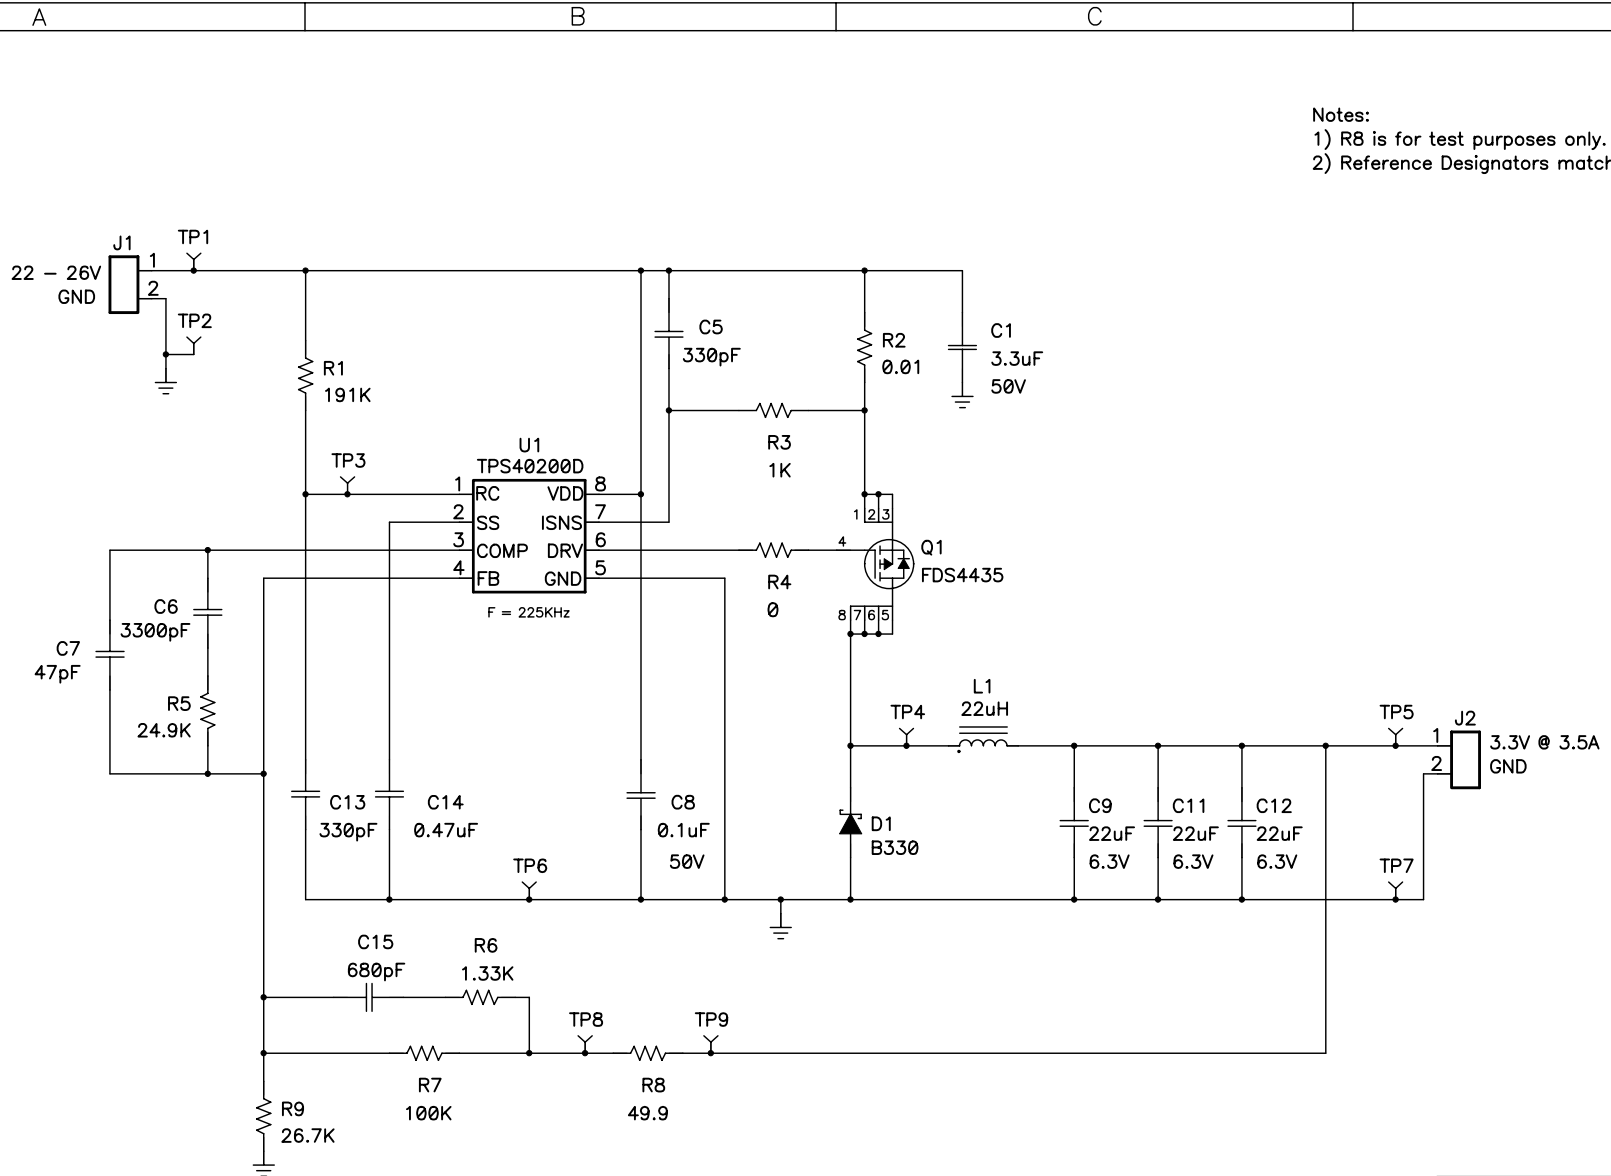 A
B
C
Notes:
1) R8 is for test purposes only.
2) Reference Designators match
J1
TP1
22 – 26V
1
GND
2
TP2
R1
191K
C5
330pF
R2
0.01
C1
3.3uF
50V
R3
1K
TP3
U1
TPS40200D
1 RC VDD 8
2 SS ISNS 7
3 COMP DRV 6
4 FB GND 5
F = 225KHz
R4
0
1 2 3
4
Q1
FDS4435
8 7 6 5
C6
3300pF
C7
47pF
R5
24.9K
TP4
L1
22uH
TP5
J2
1
3.3V @ 3.5A
2
GND
C13
330pF
C14
0.47uF
C8
0.1uF
50V
D1
B330
C9
22uF
6.3V
C11
22uF
6.3V
C12
22uF
6.3V
TP6
TP7
C15
680pF
R6
1.33K
TP8
TP9
R7
100K
R8
49.9
R9
26.7K